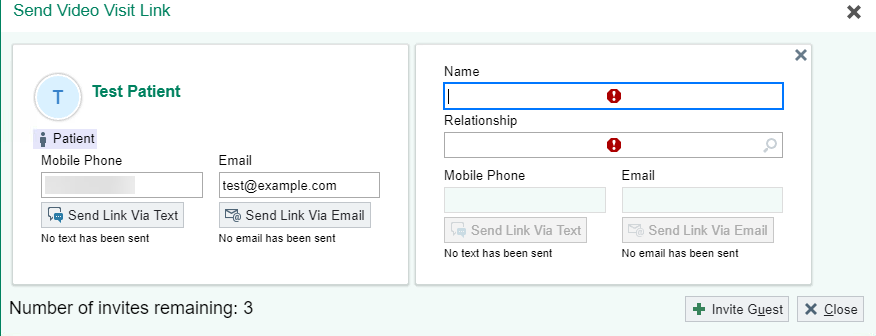 Send Video Visit Link
T
Test Patient
Patient
Mobile Phone
Email
test@example.com
Send Link Via Text
Send Link Via Email
No text has been sent
No email has been sent
Name
Relationship
Mobile Phone
Email
Send Link Via Text
Send Link Via Email
No text has been sent
No email has been sent
Number of invites remaining: 3
Invite Guest
Close